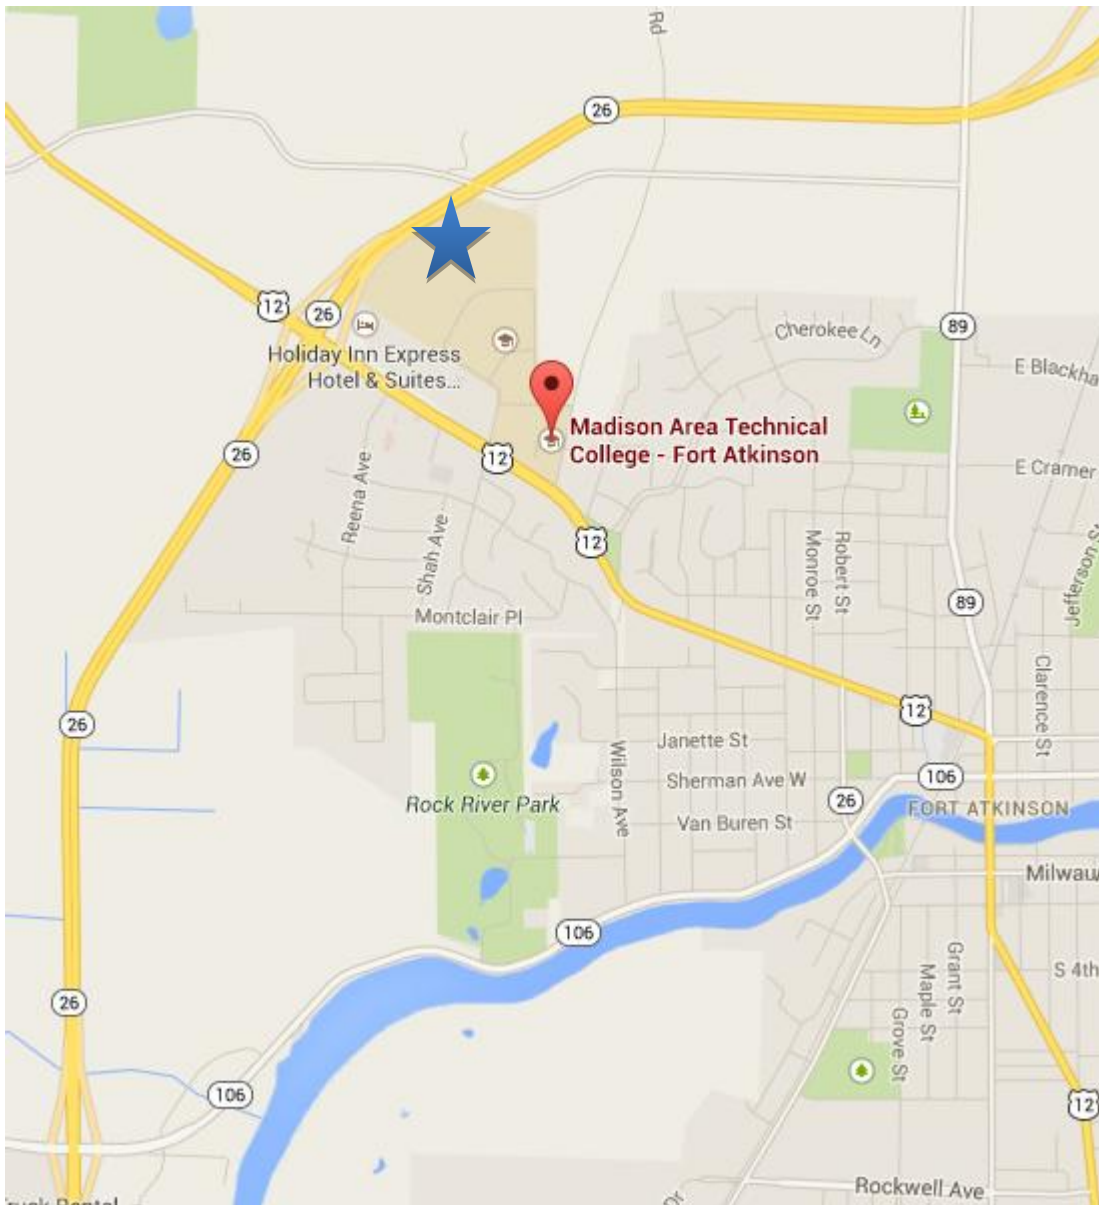 Rd
26
12
26
Cherokee Ln
89
Holiday Inn Express
Hotel & Suites...
E Blackha
Madison Area Technical
College - Fort Atkinson
26
12
E Cramer
Reena Ave
Shah Ave
12
Monroe St
Robert St
Jefferson S
89
Montclair Pl
Clarence St
26
12
Janette St
Wilson Ave
Sherman Ave W
106
26
FORT ATKINSON
Rock River Park
Van Buren St
Milwau
106
Grant St
Maple St
S 4th
26
Grove St
106
12
Rockwell Ave
Dr